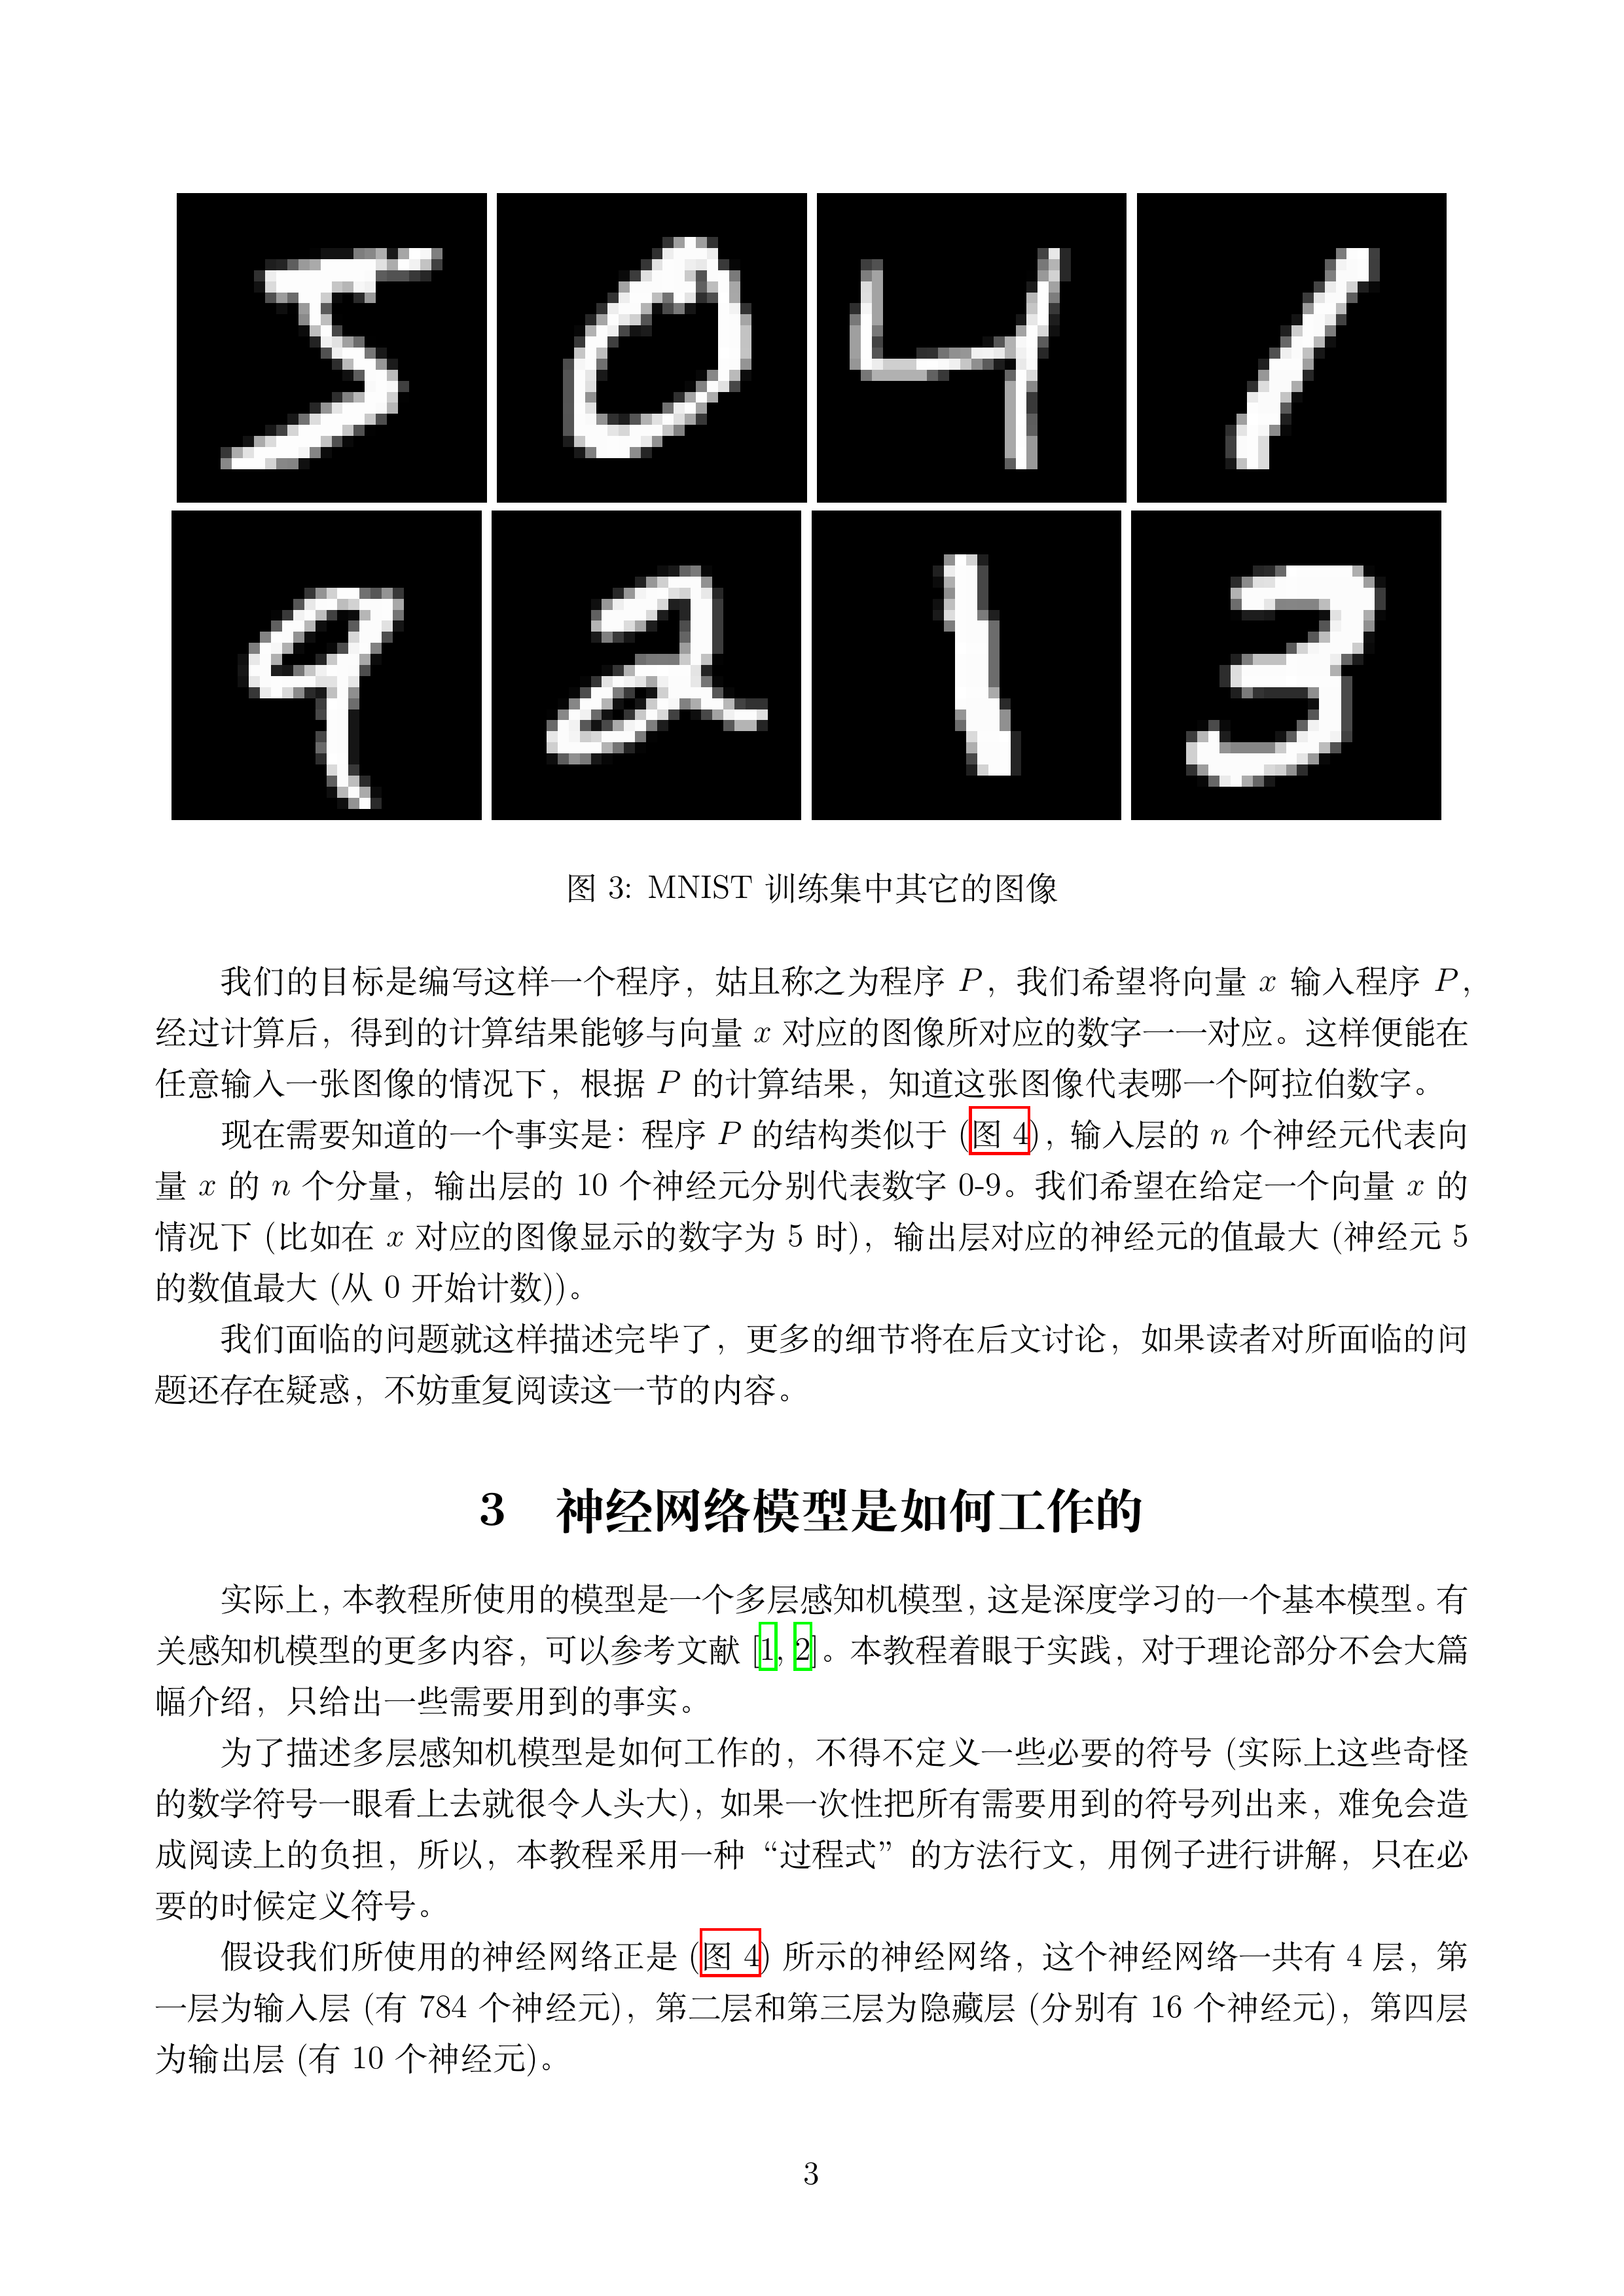 5 0 4 1
9 2 1 3
图 3: MNIST 训练集中其它的图像
我们的目标是编写这样一个程序，姑且称之为程序 P，我们希望将向量 x 输入程序 P，
经过计算后，得到的计算结果能够与向量 x 对应的图像所对应的数字一一对应。这样便能在
任意输入一张图像的情况下，根据 P 的计算结果，知道这张图像代表哪一个阿拉伯数字。
现在需要知道的一个事实是：程序 P 的结构类似于 (图 4)，输入层的 n 个神经元代表向
量 x 的 n 个分量，输出层的 10 个神经元分别代表数字 0-9。我们希望在给定一个向量 x 的
情况下 (比如在 x 对应的图像显示的数字为 5 时)，输出层对应的神经元的值最大 (神经元 5
的数值最大 (从 0 开始计数))。
我们面临的问题就这样描述完毕了，更多的细节将在后文讨论，如果读者对所面临的问
题还存在疑惑，不妨重复阅读这一节的内容。
3 神经网络模型是如何工作的
实际上，本教程所使用的模型是一个多层感知机模型，这是深度学习的一个基本模型。有
关感知机模型的更多内容，可以参考文献 [1, 2]。本教程着眼于实践，对于理论部分不会大篇
幅介绍，只给出一些需要用到的事实。
为了描述多层感知机模型是如何工作的，不得不定义一些必要的符号 (实际上这些奇怪
的数学符号一眼看上去就很令人头大)，如果一次性把所有需要用到的符号列出来，难免会造
成阅读上的负担，所以，本教程采用一种 “过程式” 的方法行文，用例子进行讲解，只在必
要的时候定义符号。
假设我们所使用的神经网络正是 (图 4) 所示的神经网络，这个神经网络一共有 4 层，第
一层为输入层 (有 784 个神经元)，第二层和第三层为隐藏层 (分别有 16 个神经元)，第四层
为输出层 (有 10 个神经元)。
3